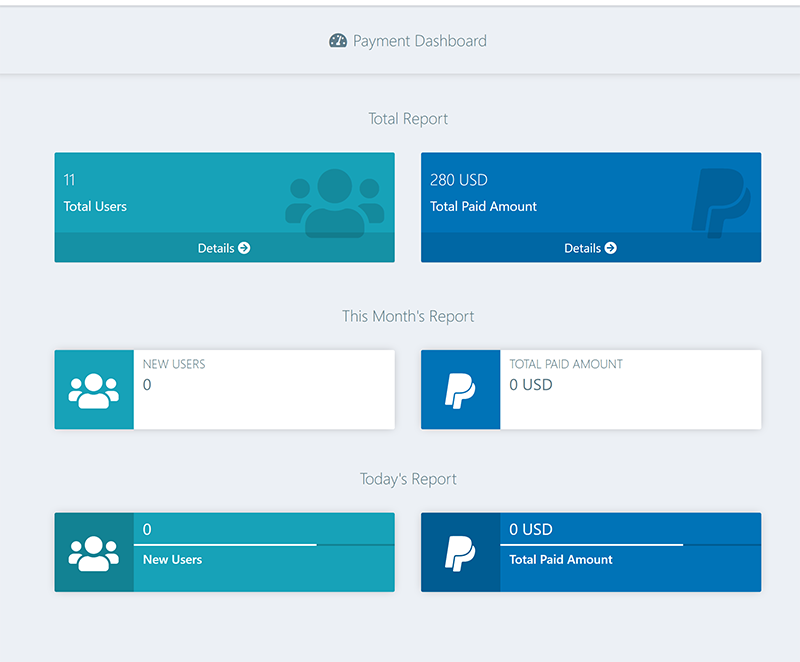 Payment Dashboard
Total Report
11
Total Users
Details
280 USD
Total Paid Amount
Details
This Month's Report
NEW USERS
0
TOTAL PAID AMOUNT
0 USD
Today's Report
0
New Users
0 USD
Total Paid Amount